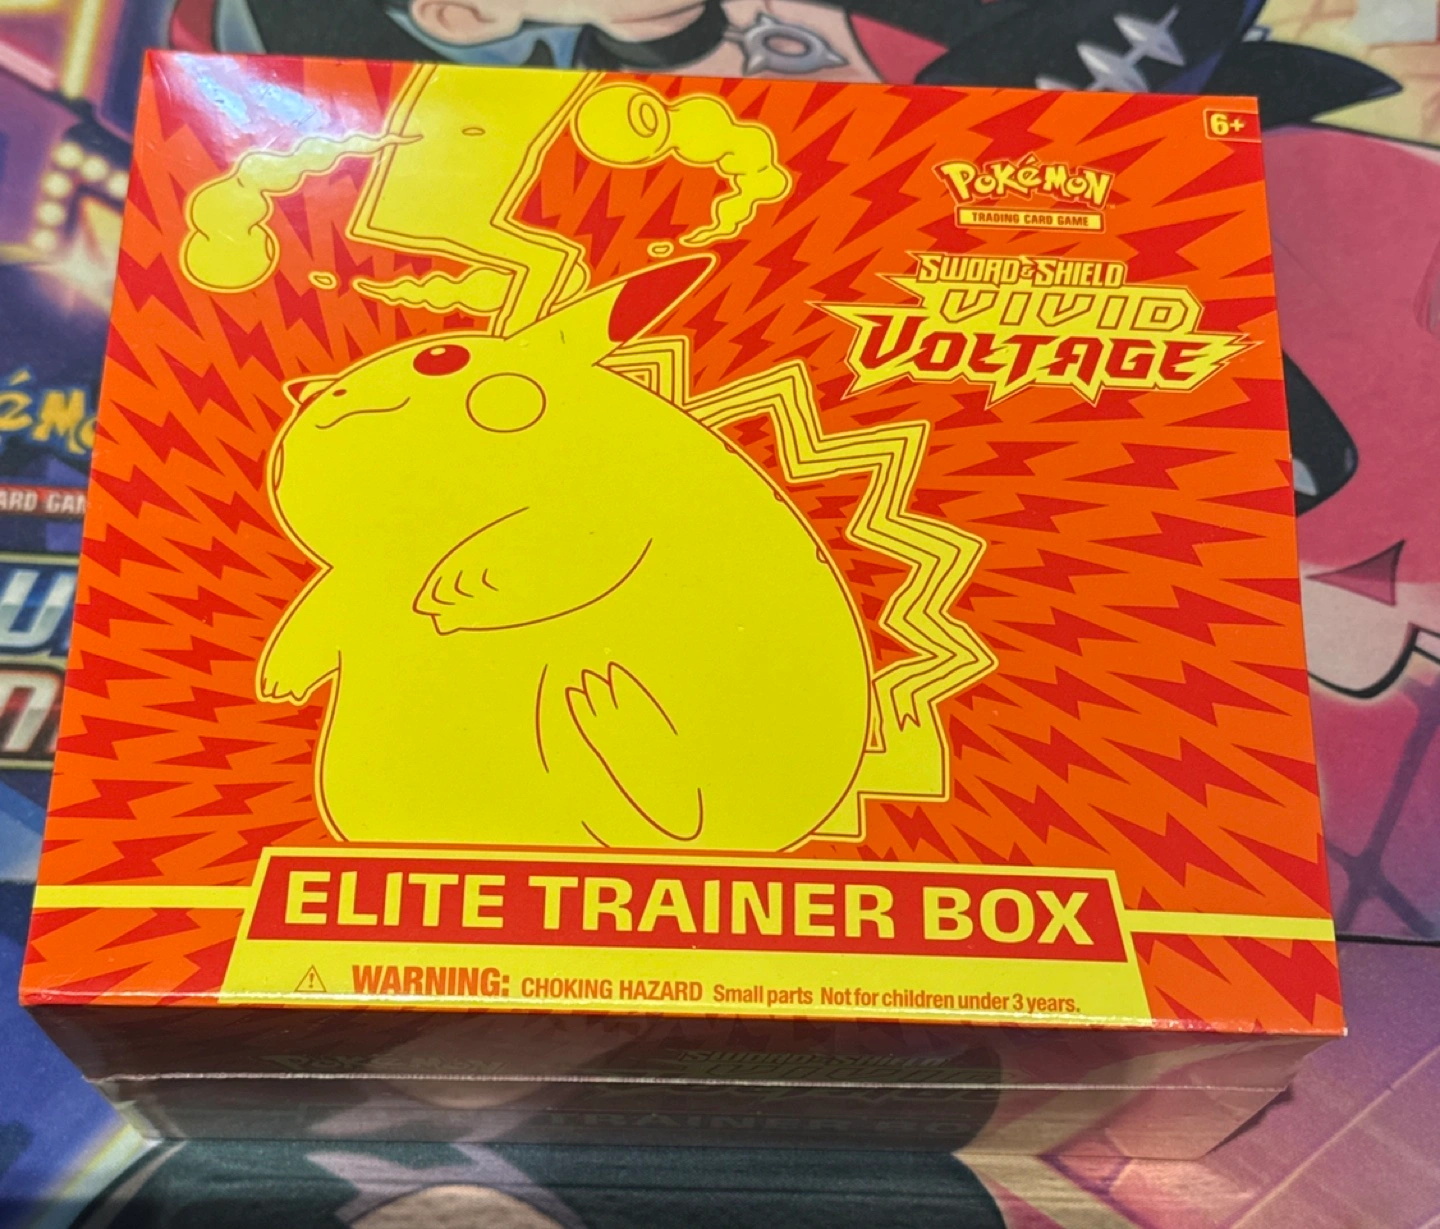 6+
POKéMON
TRADING CARD GAME
SWORD & SHIELD
VIVID
VOLTAGE
ELITE TRAINER BOX
WARNING: CHOKING HAZARD Small parts Not for children under 3 years.